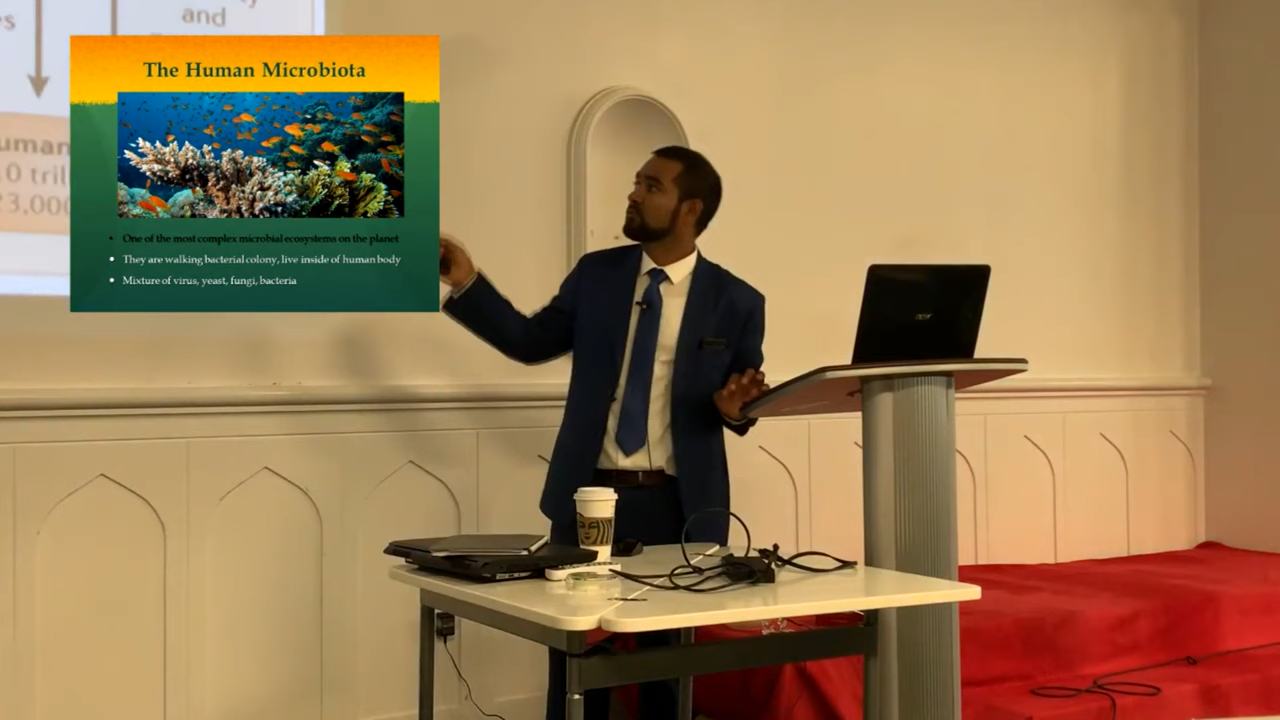 and
uman
0 tril
23,000
The Human Microbiota
• One of the most complex microbial ecosystems on the planet
• They are walking bacterial colony, live inside of human body
• Mixture of virus, yeast, fungi, bacteria
acer